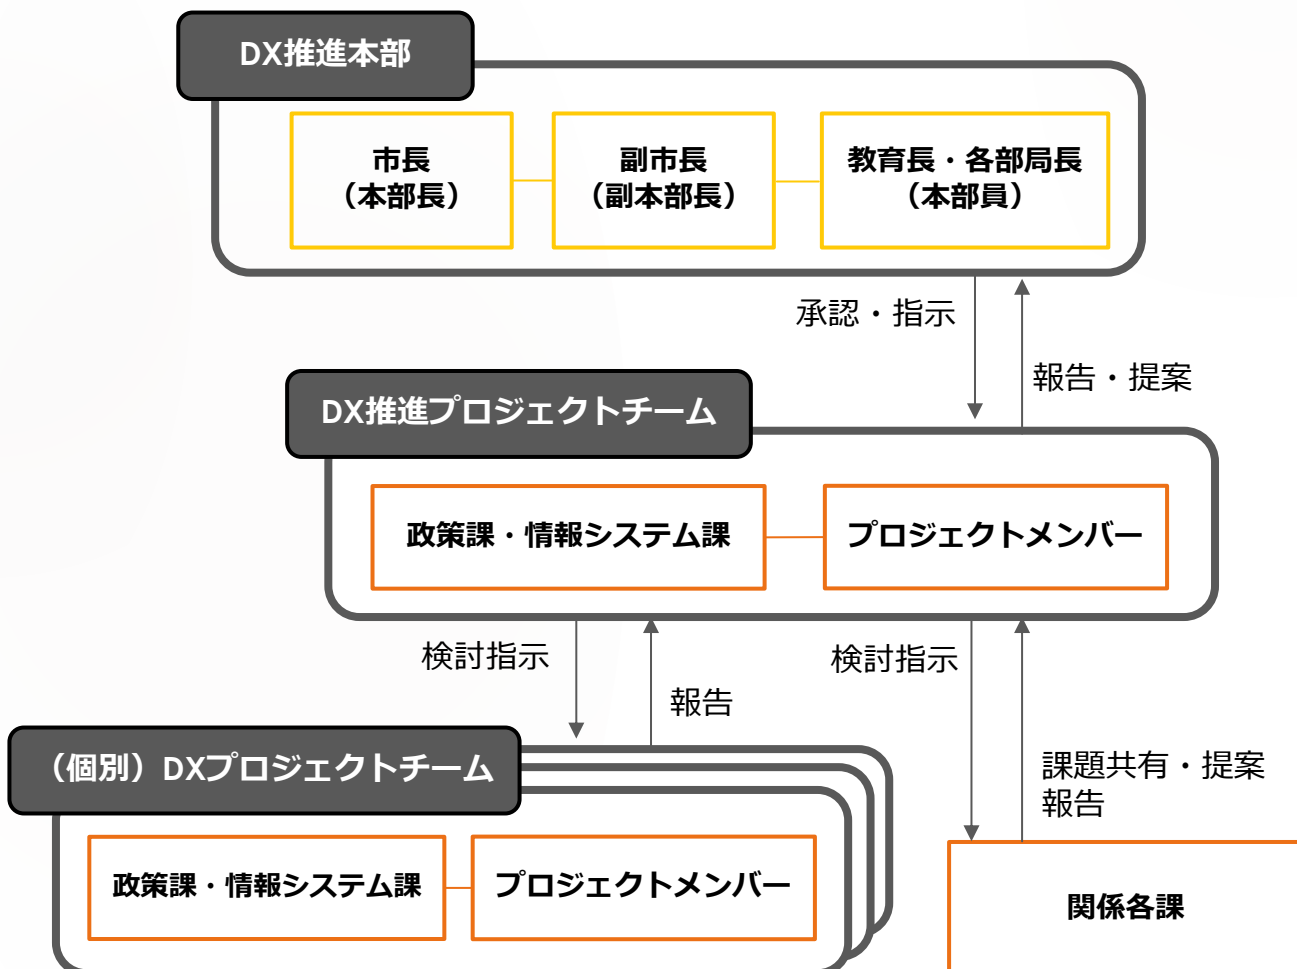 DX推進本部
市長
（本部長）
副市長
（副本部長）
教育長・各部局長
（本部員）
承認・指示
報告・提案
DX推進プロジェクトチーム
政策課・情報システム課
プロジェクトメンバー
検討指示
報告
検討指示
課題共有・提案
報告
（個別）DXプロジェクトチーム
政策課・情報システム課
プロジェクトメンバー
関係各課